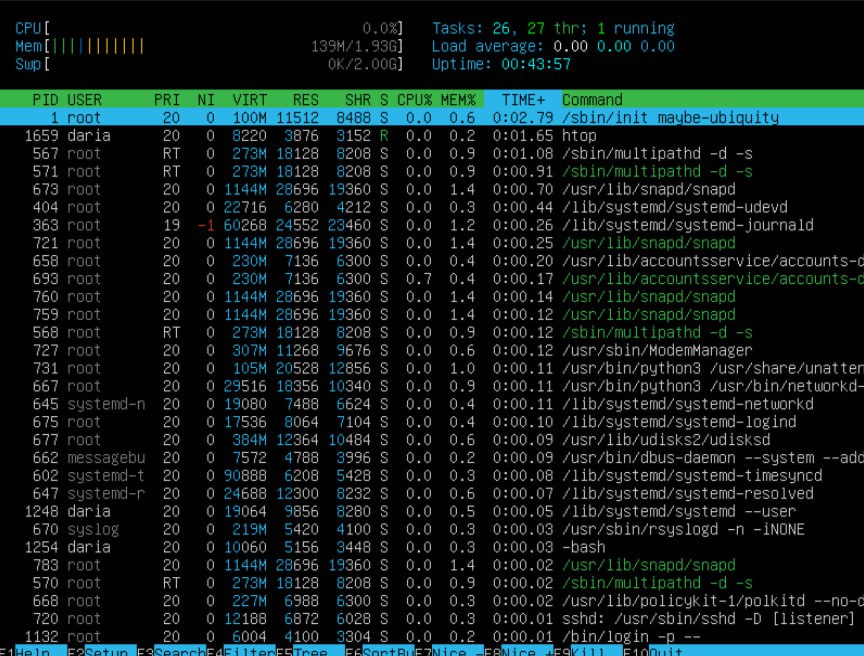 CPU[ 0.0%] Tasks: 26, 27 thr; 1 running
Mem[|||||||||||| 139M/1.93G] Load average: 0.00 0.00 0.00
Swp[ 0K/2.00G] Uptime: 00:43:57
PID USER PRI NI VIRT RES SHR S CPU% MEM% TIME+ Command
1 root 20 0 100M 11512 8488 S 0.0 0.6 0:02.79 /sbin/init maybe-ubiquity
1659 daria 20 0 8220 3876 3152 R 0.0 0.2 0:01.65 htop
567 root RT 0 273M 18128 8208 S 0.0 0.9 0:01.08 /sbin/multipathd -d -s
571 root RT 0 273M 18128 8208 S 0.0 0.9 0:00.91 /sbin/multipathd -d -s
673 root 20 0 1144M 28696 19360 S 0.0 1.4 0:00.70 /usr/lib/snapd/snapd
404 root 20 0 22716 6280 4212 S 0.0 0.3 0:00.44 /lib/systemd/systemd-udevd
363 root 19 -1 60268 24552 23460 S 0.0 1.2 0:00.26 /lib/systemd/systemd-journald
721 root 20 0 1144M 28696 19360 S 0.0 1.4 0:00.25 /usr/lib/snapd/snapd
658 root 20 0 230M 7136 6300 S 0.0 0.4 0:00.20 /usr/lib/accountsservice/accounts-d
693 root 20 0 230M 7136 6300 S 0.7 0.4 0:00.17 /usr/lib/accountsservice/accounts-d
760 root 20 0 1144M 28696 19360 S 0.0 1.4 0:00.14 /usr/lib/snapd/snapd
759 root 20 0 1144M 28696 19360 S 0.0 1.4 0:00.12 /usr/lib/snapd/snapd
568 root RT 0 273M 18128 8208 S 0.0 0.9 0:00.12 /sbin/multipathd -d -s
727 root 20 0 307M 11268 9676 S 0.0 0.6 0:00.12 /usr/sbin/ModemManager
731 root 20 0 105M 20528 12856 S 0.0 1.0 0:00.11 /usr/bin/python3 /usr/share/unatten
667 root 20 0 29516 18356 10340 S 0.0 0.9 0:00.11 /usr/bin/python3 /usr/bin/networkd-
645 systemd-n 20 0 19080 7488 6624 S 0.0 0.4 0:00.11 /lib/systemd/systemd-networkd
675 root 20 0 17536 8064 7104 S 0.0 0.4 0:00.10 /lib/systemd/systemd-logind
677 root 20 0 384M 12364 10484 S 0.0 0.6 0:00.09 /usr/lib/udisks2/udisksd
662 messagebu 20 0 7572 4788 3996 S 0.0 0.2 0:00.09 /usr/bin/dbus-daemon --system --add
602 systemd-t 20 0 90888 6208 5428 S 0.0 0.3 0:00.08 /lib/systemd/systemd-timesyncd
647 systemd-r 20 0 24688 12300 8232 S 0.0 0.6 0:00.07 /lib/systemd/systemd-resolved
1248 daria 20 0 19064 9856 8280 S 0.0 0.5 0:00.05 /lib/systemd/systemd --user
670 syslog 20 0 219M 5420 4100 S 0.0 0.3 0:00.03 /usr/sbin/rsyslogd -n -iNONE
1254 daria 20 0 10060 5156 3448 S 0.0 0.3 0:00.03 -bash
783 root 20 0 1144M 28696 19360 S 0.0 1.4 0:00.02 /usr/lib/snapd/snapd
570 root RT 0 273M 18128 8208 S 0.0 0.9 0:00.02 /sbin/multipathd -d -s
668 root 20 0 227M 6988 6300 S 0.0 0.3 0:00.02 /usr/lib/policykit-1/polkitd --no-d
720 root 20 0 12188 6872 6028 S 0.0 0.3 0:00.01 sshd: /usr/sbin/sshd -D [listener]
1132 root 20 0 6004 4100 3304 S 0.0 0.2 0:00.01 /bin/login -p --
F1Help F2Setup F3SearchF4FilterF5Tree F6SortByF7Nice -F8Nice +F9Kill F10Quit